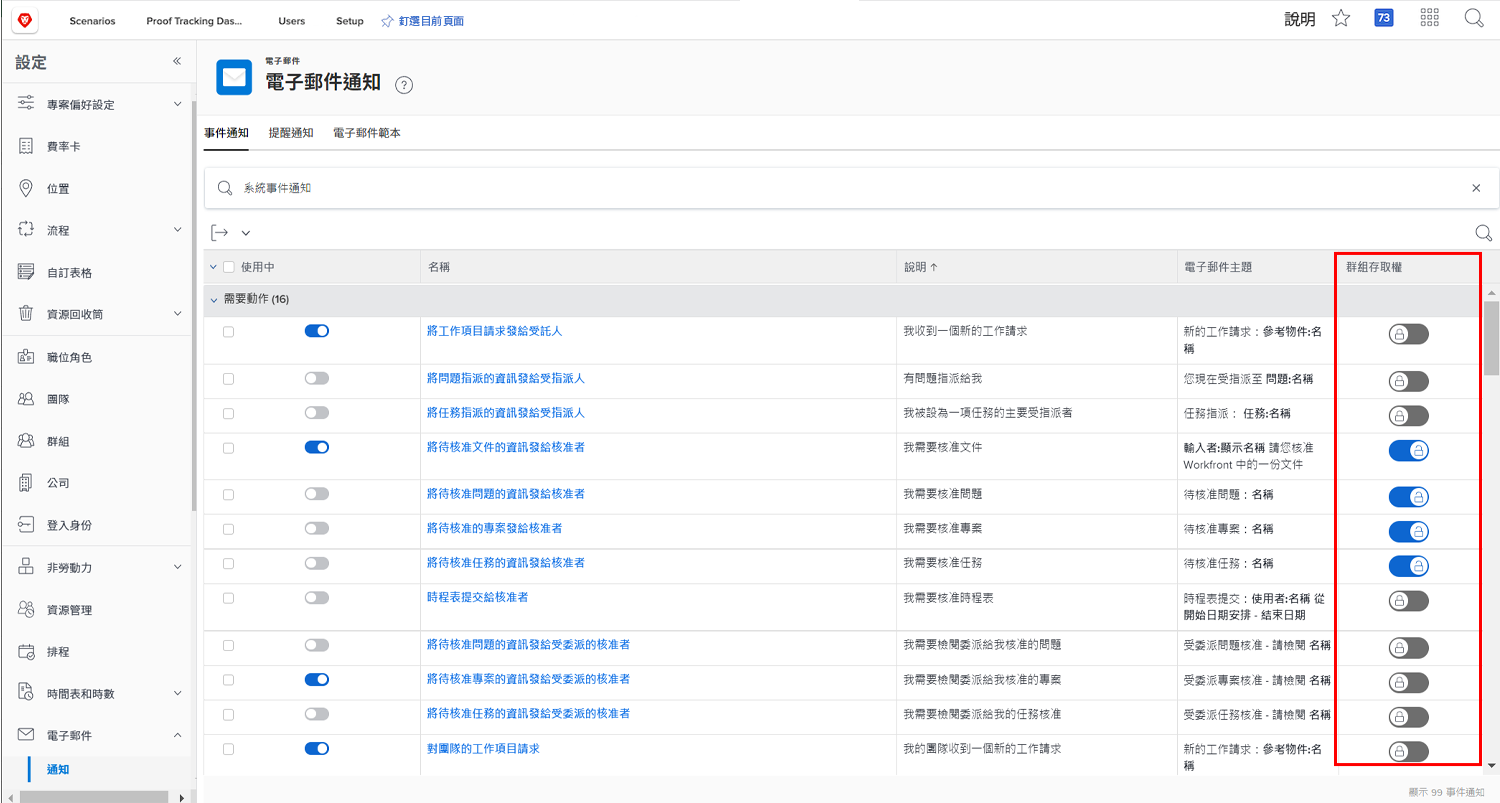 Scenarios Proof Tracking Das... Users Setup 釘選目前頁面 說明 73
設定
專案偏好設定
費率卡
位置
流程
自訂表格
資源回收筒
職位角色
團隊
群組
公司
登入身份
非勞動力
資源管理
排程
時間表和時數
電子郵件
通知
電子郵件
電子郵件通知 ?
事件通知 提醒通知 電子郵件範本
系統事件通知
使用中 名稱 說明 ↑ 電子郵件主題 群組存取權
需要動作 (16)
將工作項目請求發給受託人 我收到一個新的工作請求 新的工作請求：參考物件:名
稱
將問題指派的資訊發給受指派人 有問題指派給我 您現在受指派至 問題:名稱
將任務指派的資訊發給受指派人 我被設為一項任務的主要受指派者 任務指派： 任務:名稱
將待核准文件的資訊發給核准者 我需要核准文件 輸入者:顯示名稱 請您核准
Workfront 中的一份文件
將待核准問題的資訊發給核准者 我需要核准問題 待核准問題：名稱
將待核准的專案發給核准者 我需要核准專案 待核准專案：名稱
將待核准任務的資訊發給核准者 我需要核准任務 待核准任務：名稱
時程表提交給核准者 我需要核准時程表 時程表提交：使用者:名稱 從
開始日期安排 - 結束日期
將待核准問題的資訊發給受委派的核准者 我需要檢閱委派給我核准的問題 受委派問題核准 - 請檢閱 名稱
將待核准專案的資訊發給受委派的核准者 我需要檢閱委派給我核准的專案 受委派專案核准 - 請檢閱 名稱
將待核准任務的資訊發給受委派的核准者 我需要檢閱委派給我的任務核准 受委派任務核准 - 請檢閱 名稱
對團隊的工作項目請求 我的團隊收到一個新的工作請求 新的工作請求：參考物件:名
稱
顯示 99 事件通知